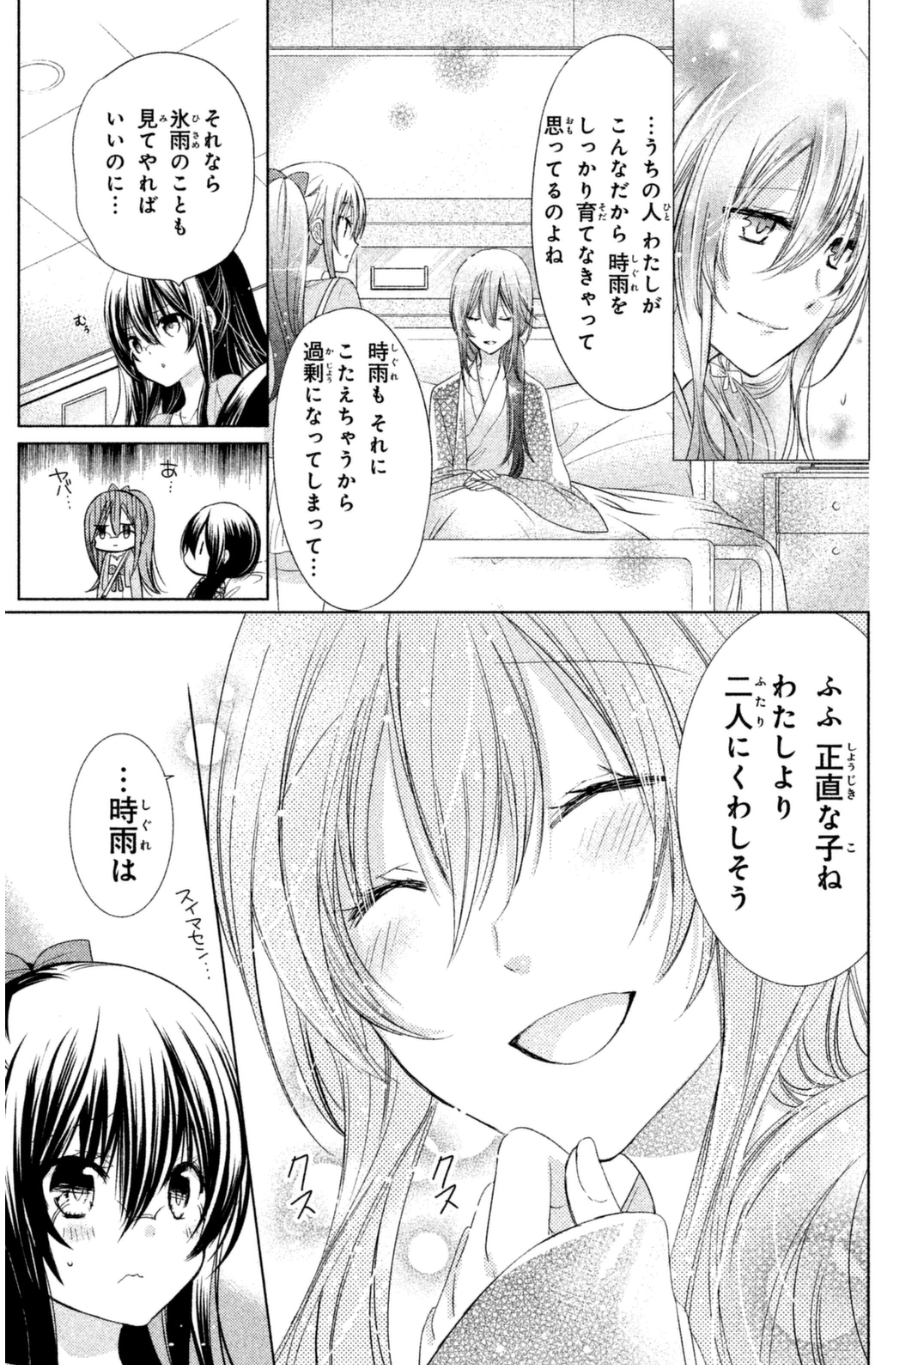 …うちの人 わたしが
こんなだから 時雨を
しっかり育てなきゃって
思ってるのよね
時雨も それに
こたえちゃうから
過剰になってしまって…
それなら
氷雨のことも
見てやれば
いいのに…
むぅ
あ…
ヤバ…
ふふ 正直な子ね
わたしより
二人にくわしそう
クス
クス
スイマセン…
…時雨は